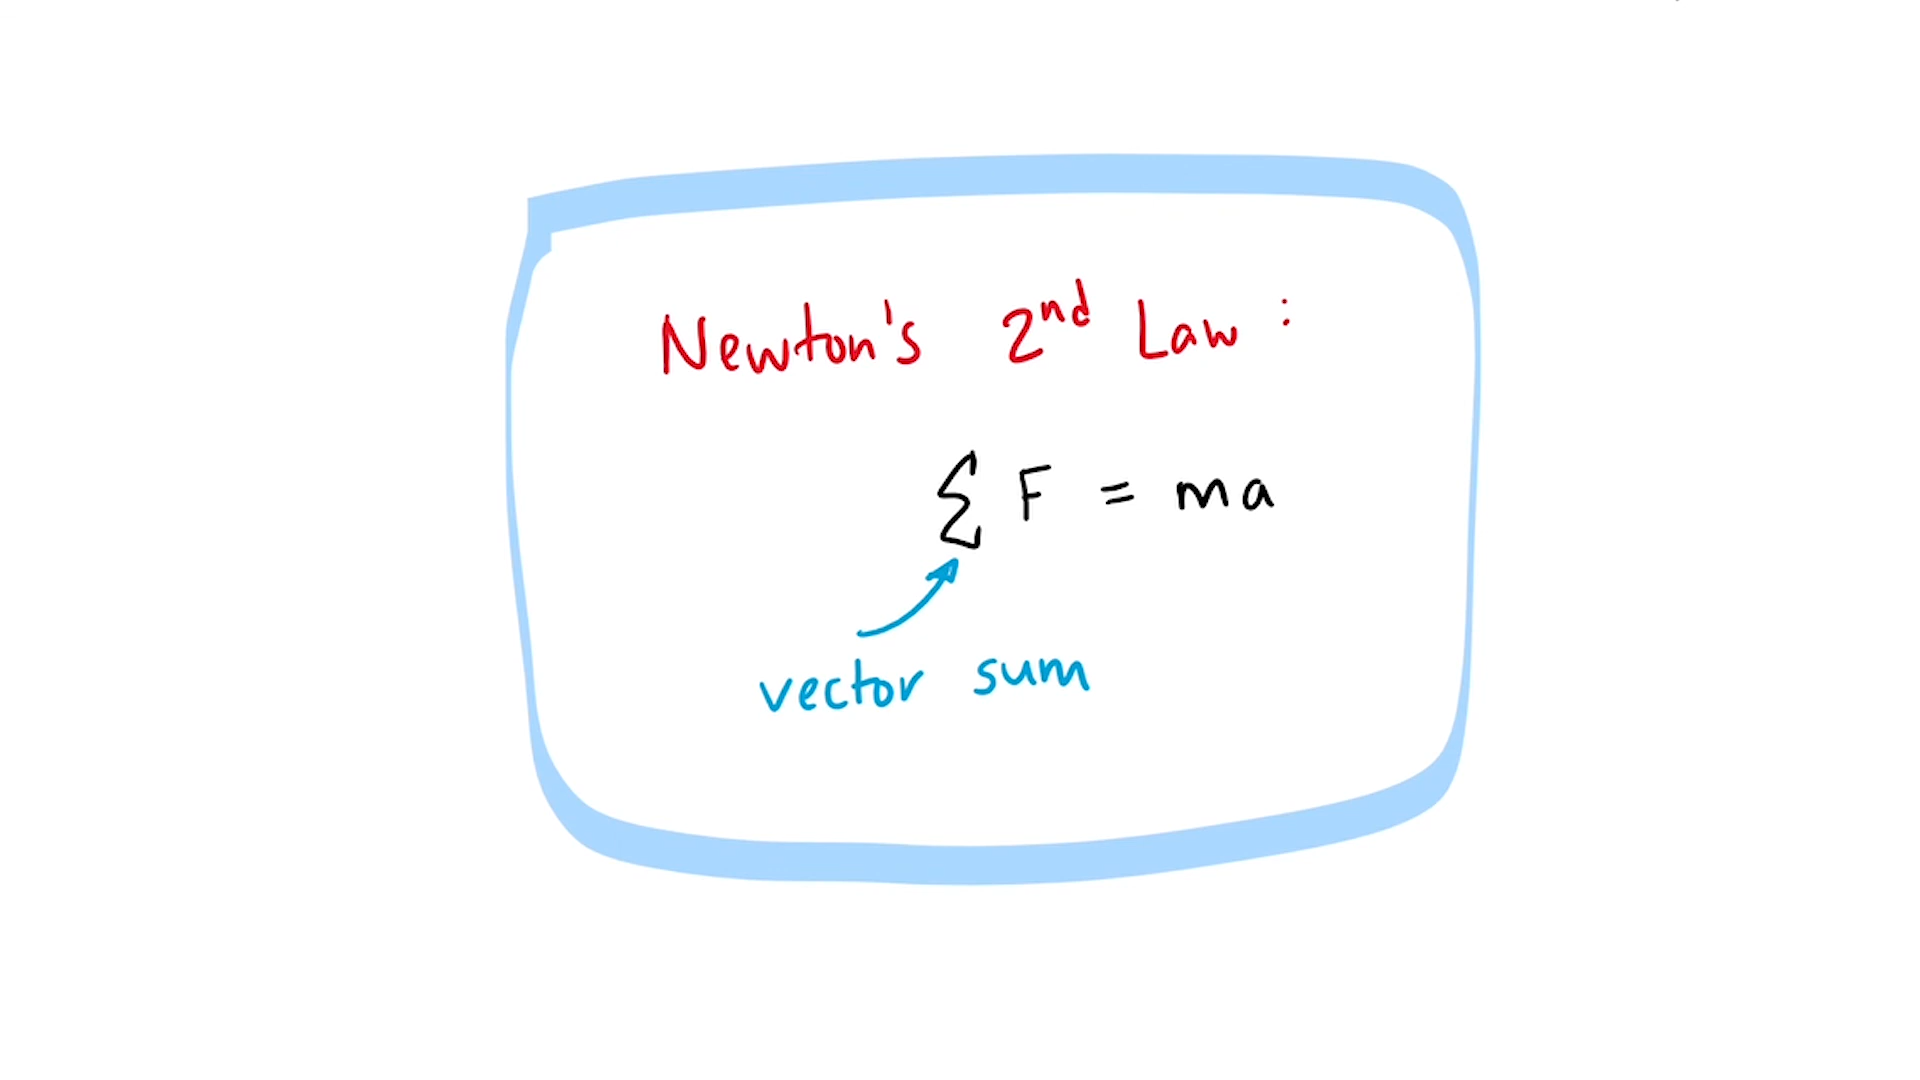 Newton's 2nd Law :
∑ F = ma
vector sum